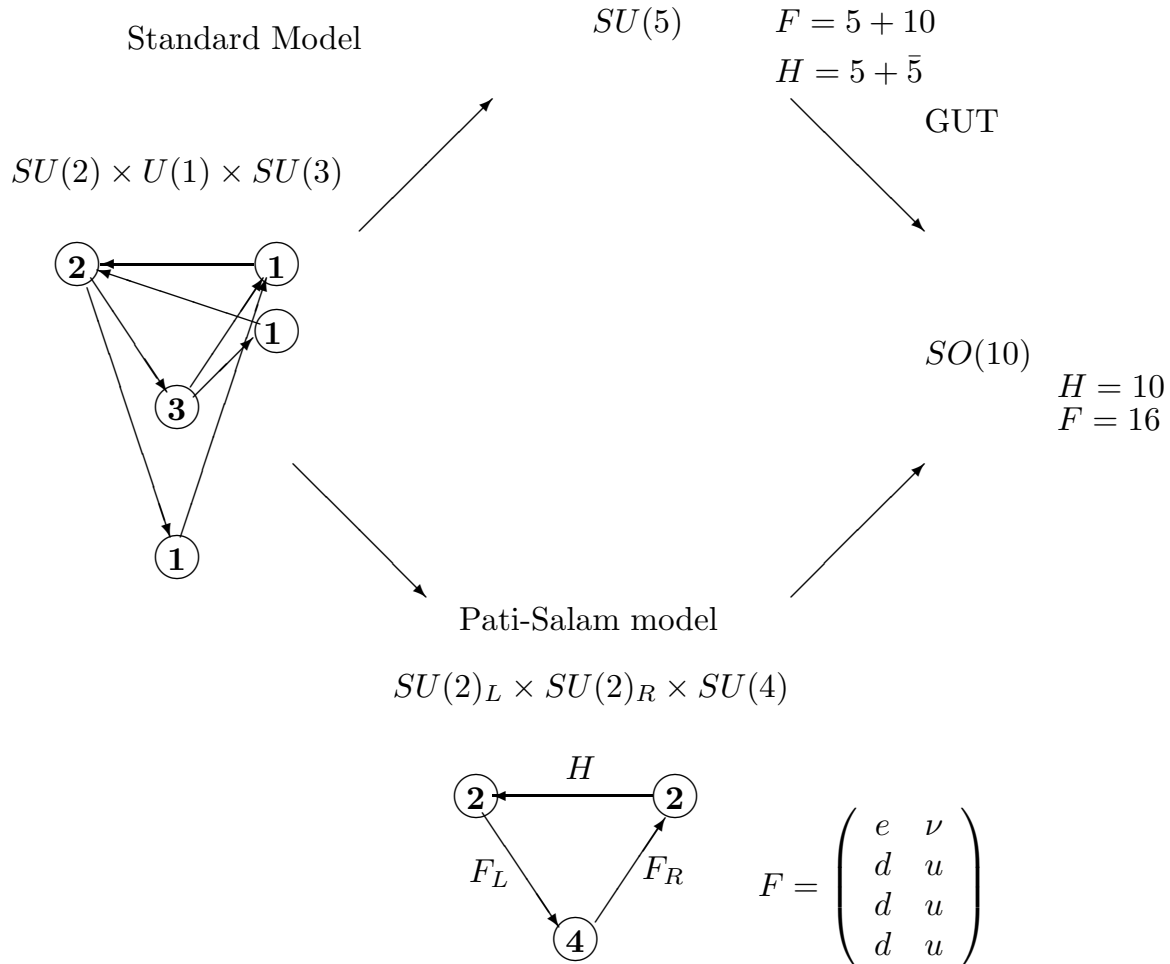 Standard Model
SU(5)
F = 5 + 10
H = 5 + 5̄
GUT
SU(2) × U(1) × SU(3)
2
1
1
3
1
SO(10)
H = 10
F = 16
Pati-Salam model
SU(2)_L × SU(2)_R × SU(4)
H
2
2
F_L
F_R
4
F =
e ν
d u
d u
d u